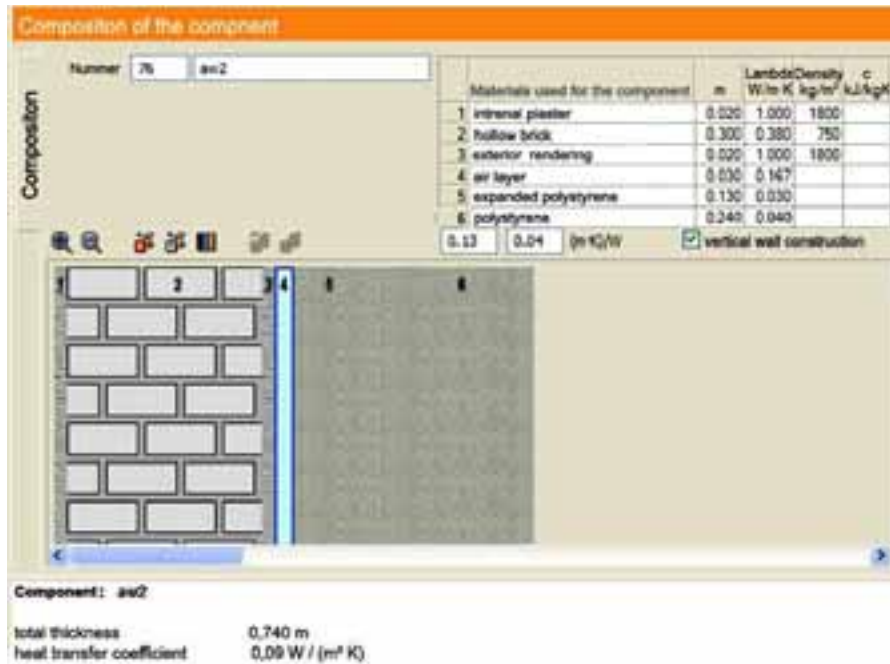 Compositon of the compnent
Compositon
Nunner 76 aw2
Lambda Density c
Materials used for the component m W/m K kg/m³ kJ/kgK
1 intrenal plaster 0.020 1.000 1800
2 hollow brick 0.300 0.380 750
3 exterior rendering 0.020 1.000 1800
4 air layer 0.030 0.167
5 expanded polystyrene 0.130 0.030
6 polystyrene 0.240 0.040
0.13 0.04 (m K)/W vertical wall construction
1 2 3 4 5 6
Component: aw2
total thickness 0,740 m
heat transfer coefficient 0,09 W / (m² K)